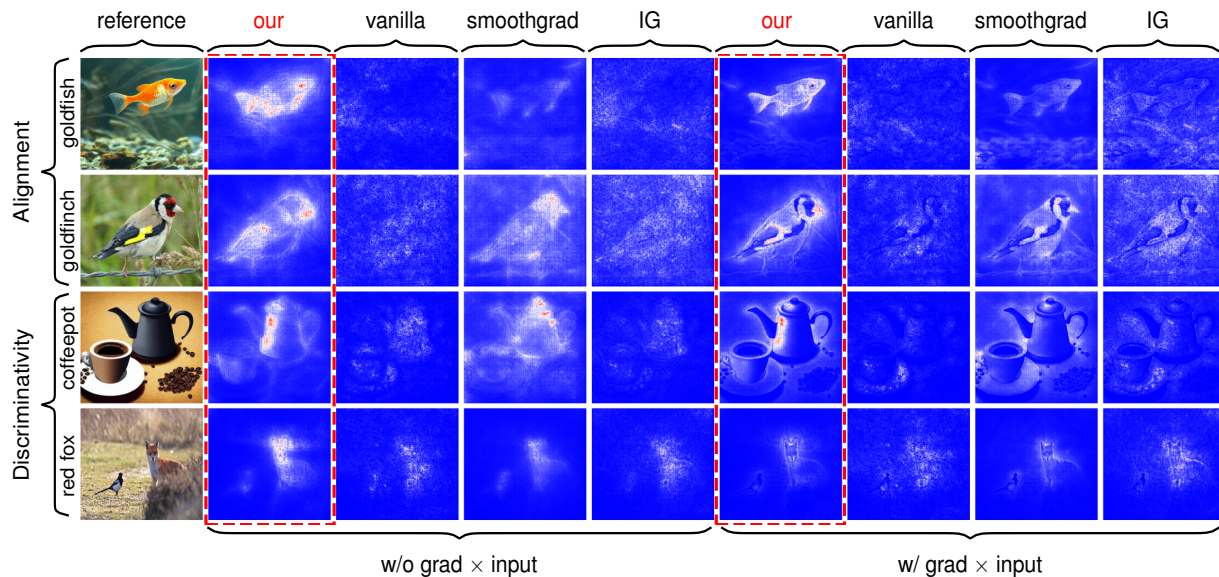 reference our vanilla smoothgrad IG our vanilla smoothgrad IG
Alignment
goldfish
goldfinch
Discriminativity
coffeepot
red fox
w/o grad × input w/ grad × input